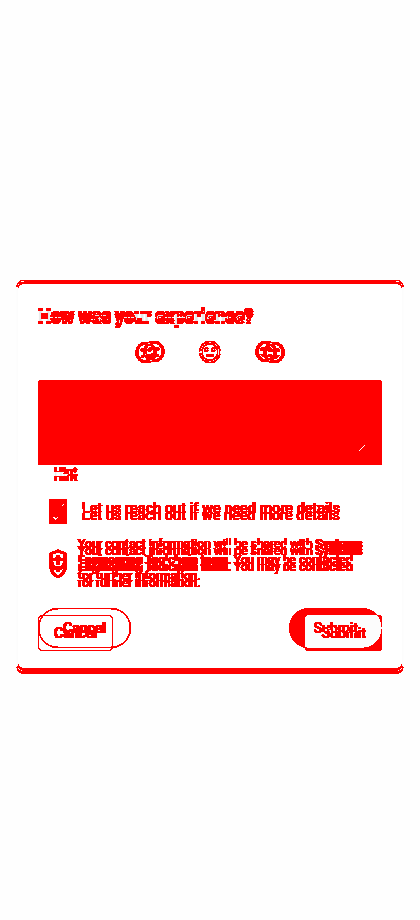 How was your experience?
Hint
Let us reach out if we need more details
Your contact information will be shared with
You may be contacted
for further information.
Cancel
Submit